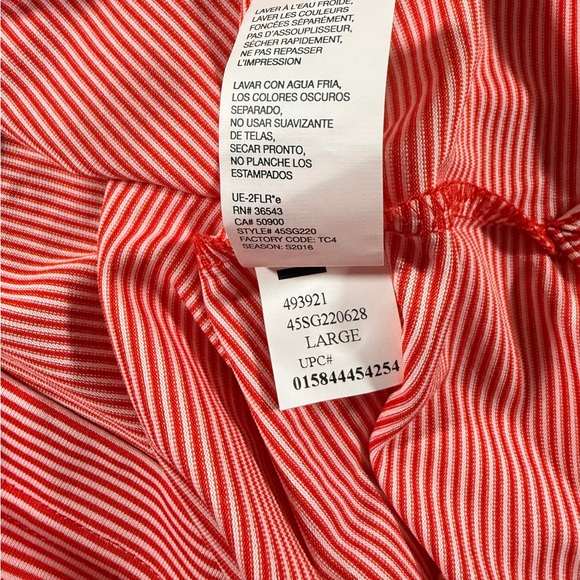 LAVER À L'EAU FROIDE,
LAVER LES COULEURS
FONCÉES SÉPARÉMENT,
PAS D'ASSOUPLISSEUR,
SÉCHER RAPIDEMENT,
NE PAS REPASSER
L'IMPRESSION
LAVAR CON AGUA FRIA,
LOS COLORES OSCUROS
SEPARADO,
NO USAR SUAVIZANTE
DE TELAS,
SECAR PRONTO,
NO PLANCHE LOS
ESTAMPADOS
UE-2FLR*e
RN# 36543
CA# 50900
STYLE# 45SG220
FACTORY CODE: TC4
SEASON: S2016
493921
45SG220628
LARGE
UPC#
015844454254